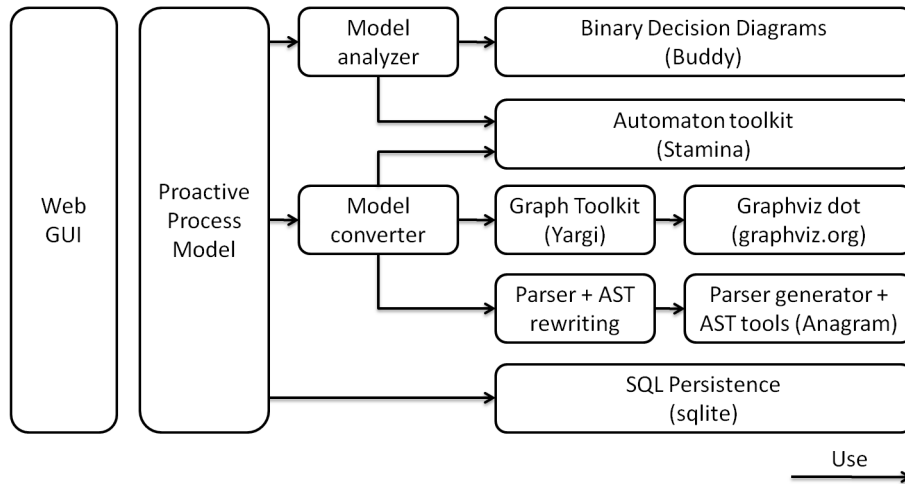 Web
GUI
Proactive
Process
Model
Model
analyzer
Binary Decision Diagrams
(Buddy)
Automaton toolkit
(Stamina)
Model
converter
Graph Toolkit
(Yargi)
Graphviz dot
(graphviz.org)
Parser + AST
rewriting
Parser generator +
AST tools (Anagram)
SQL Persistence
(sqlite)
Use